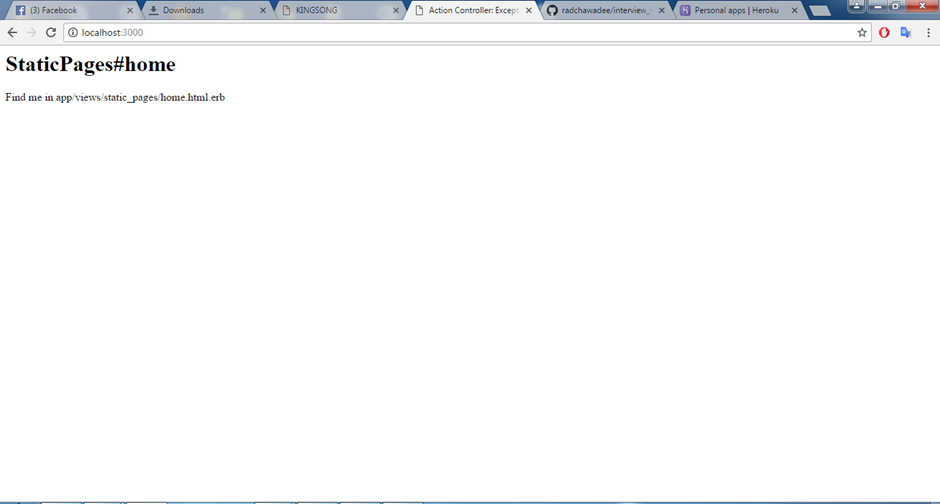 (3) Facebook
Downloads
KINGSONG
Action Controller: Except
radchawadee/interview_
Personal apps | Heroku
localhost:3000
StaticPages#home
Find me in app/views/static_pages/home.html.erb